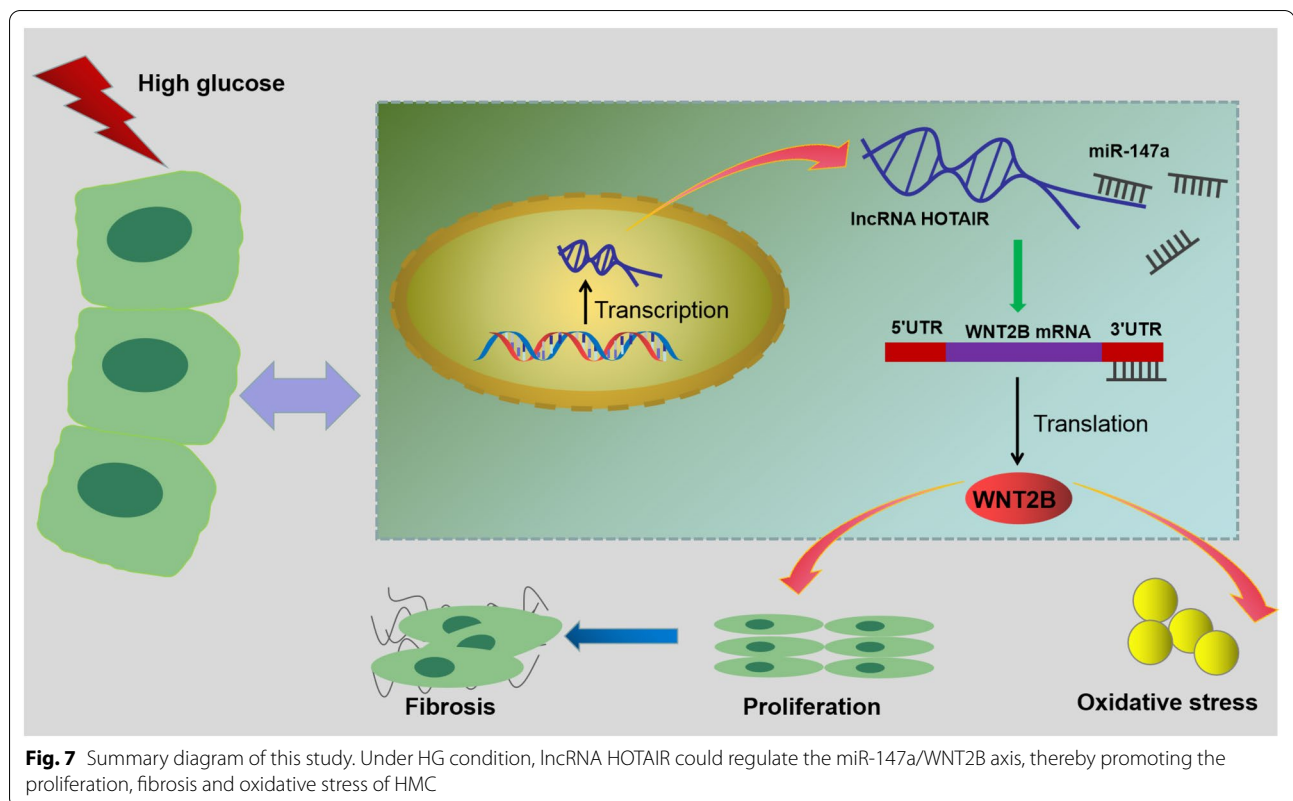 High glucose
miR-147a
lncRNA HOTAIR
Transcription
5'UTR WNT2B mRNA 3'UTR
Translation
WNT2B
Fibrosis
Proliferation
Oxidative stress
Fig. 7 Summary diagram of this study. Under HG condition, lncRNA HOTAIR could regulate the miR-147a/WNT2B axis, thereby promoting the
proliferation, fibrosis and oxidative stress of HMC